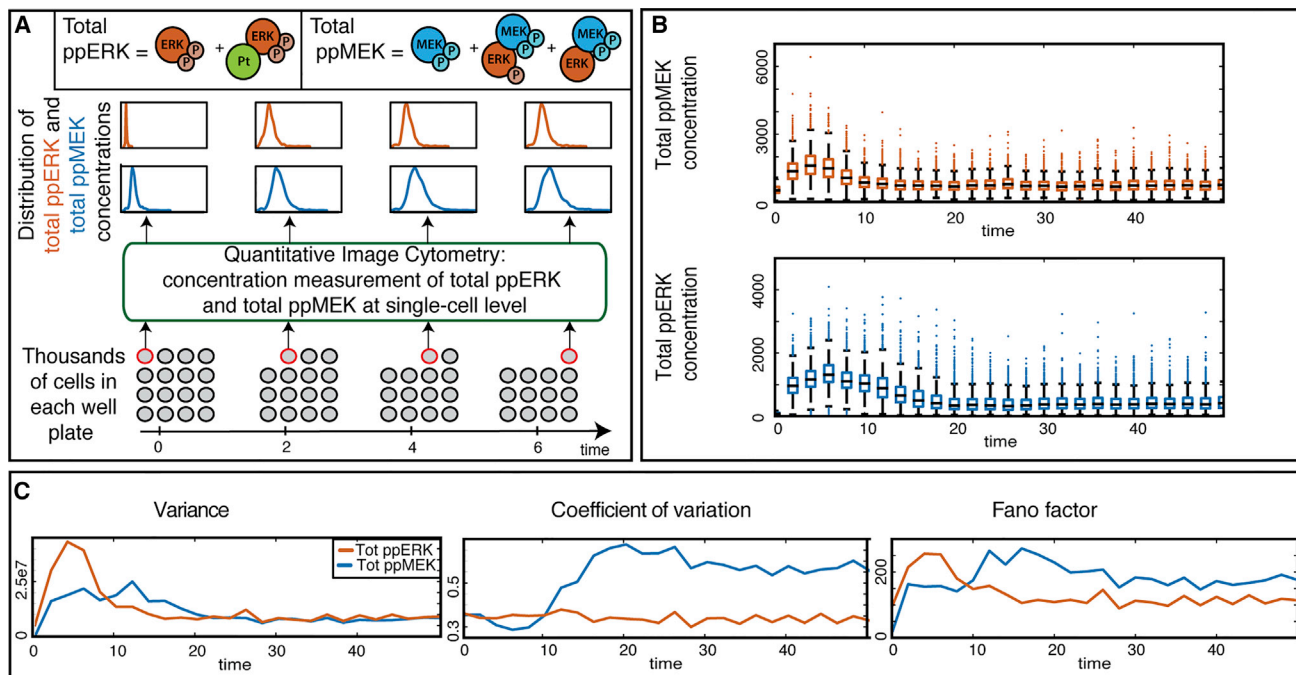 A
Total
ppERK =
ERK
P
P
+
ERK
P
P
Pt
Total
ppMEK =
MEK
P
+
MEK
P
ERK
P
+
MEK
P
ERK
Distribution of
total ppERK and
total ppMEK
concentrations
Quantitative Image Cytometry:
concentration measurement of total ppERK
and total ppMEK at single-cell level
Thousands
of cells in
each well
plate
0 2 4 6 time
B
Total ppMEK
concentration
6000
3000
0
0 10 20 30 40
time
Total ppERK
concentration
4000
2000
0
0 10 20 30 40
time
C
Variance
2.5e7
0
Tot ppERK
Tot ppMEK
0 10 20 30 40
time
Coefficient of variation
0.5
0.3
0 10 20 30 40
time
Fano factor
200
0
0 10 20 30 40
time